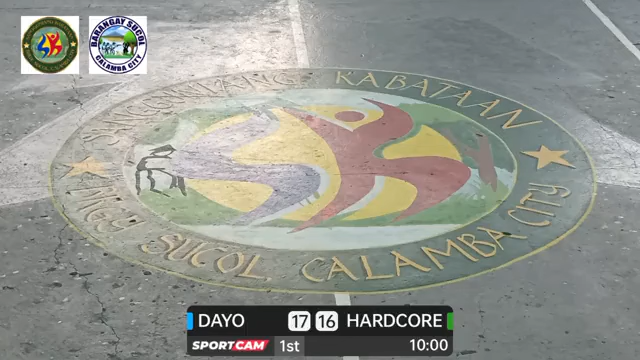 BARANGAY SUCOL
CALAMBA CITY
SANGGUNIANG KABATAAN
BRGY SUCOL CALAMBA CITY
DAYO 17 16 HARDCORE
SPORTCAM 1st 10:00